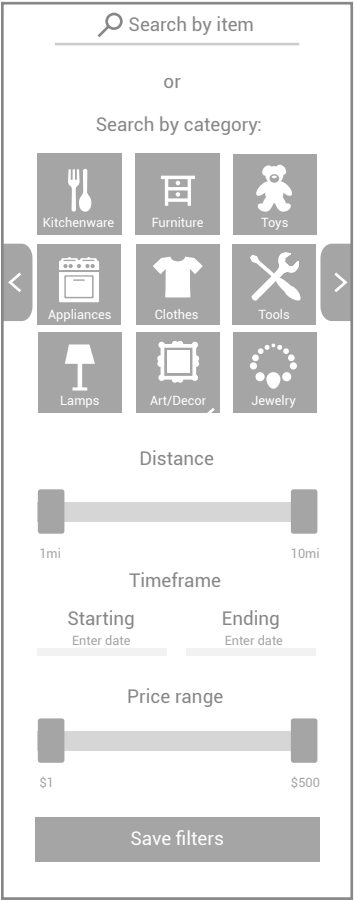 Search by item
or
Search by category:
Kitchenware
Furniture
Toys
Appliances
Clothes
Tools
Lamps
Art/Decor
Jewelry
Distance
1mi
10mi
Timeframe
Starting
Ending
Enter date
Enter date
Price range
$1
$500
Save filters